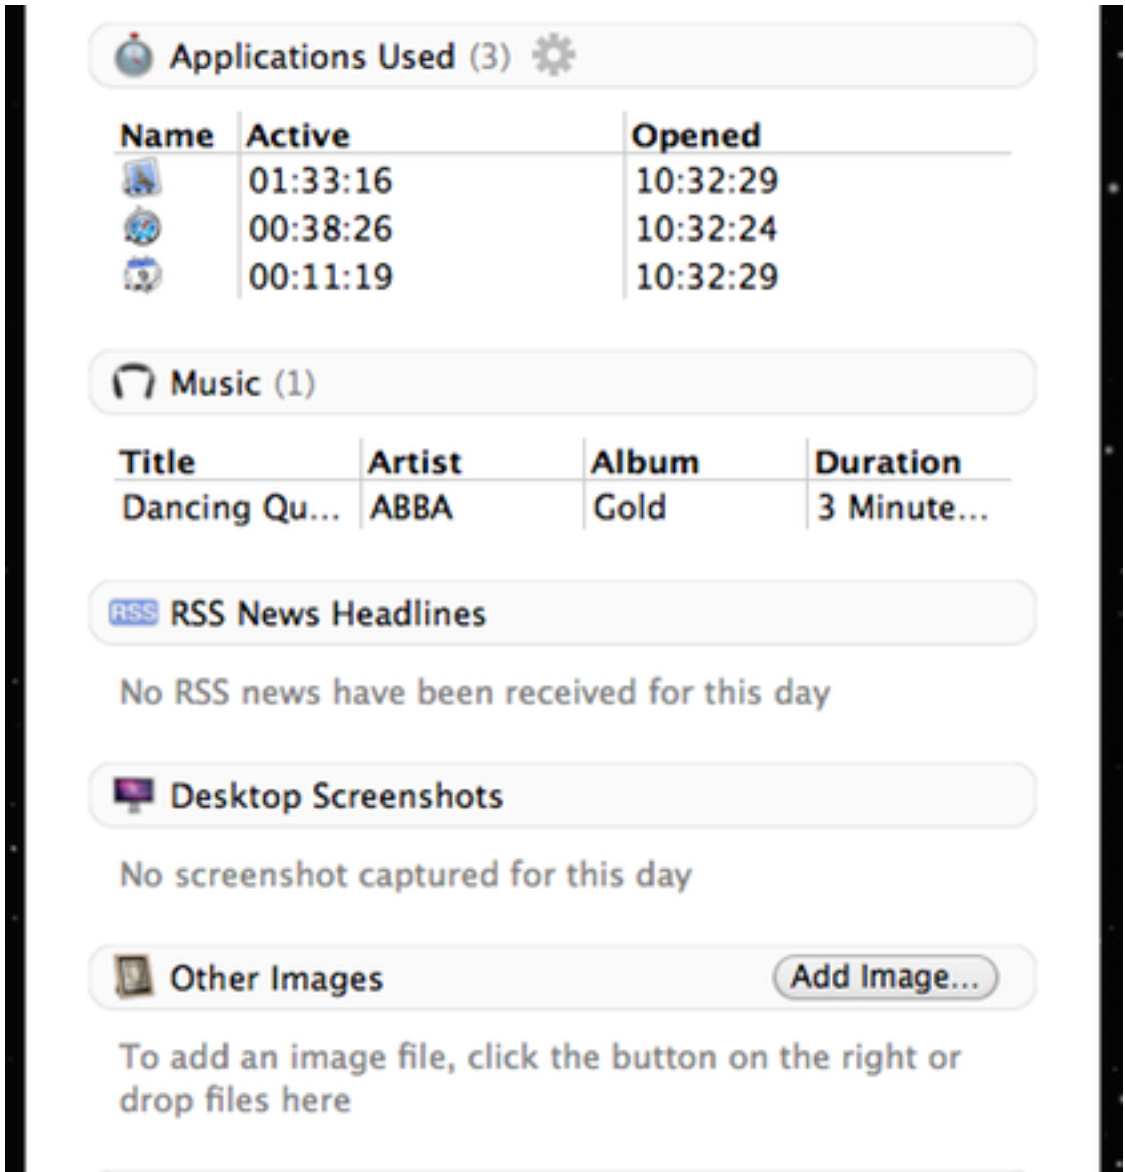 Applications Used (3)
Name Active Opened
01:33:16 10:32:29
00:38:26 10:32:24
00:11:19 10:32:29
Music (1)
Title Artist Album Duration
Dancing Qu... ABBA Gold 3 Minute...
RSS RSS News Headlines
No RSS news have been received for this day
Desktop Screenshots
No screenshot captured for this day
Other Images Add Image...
To add an image file, click the button on the right or
drop files here